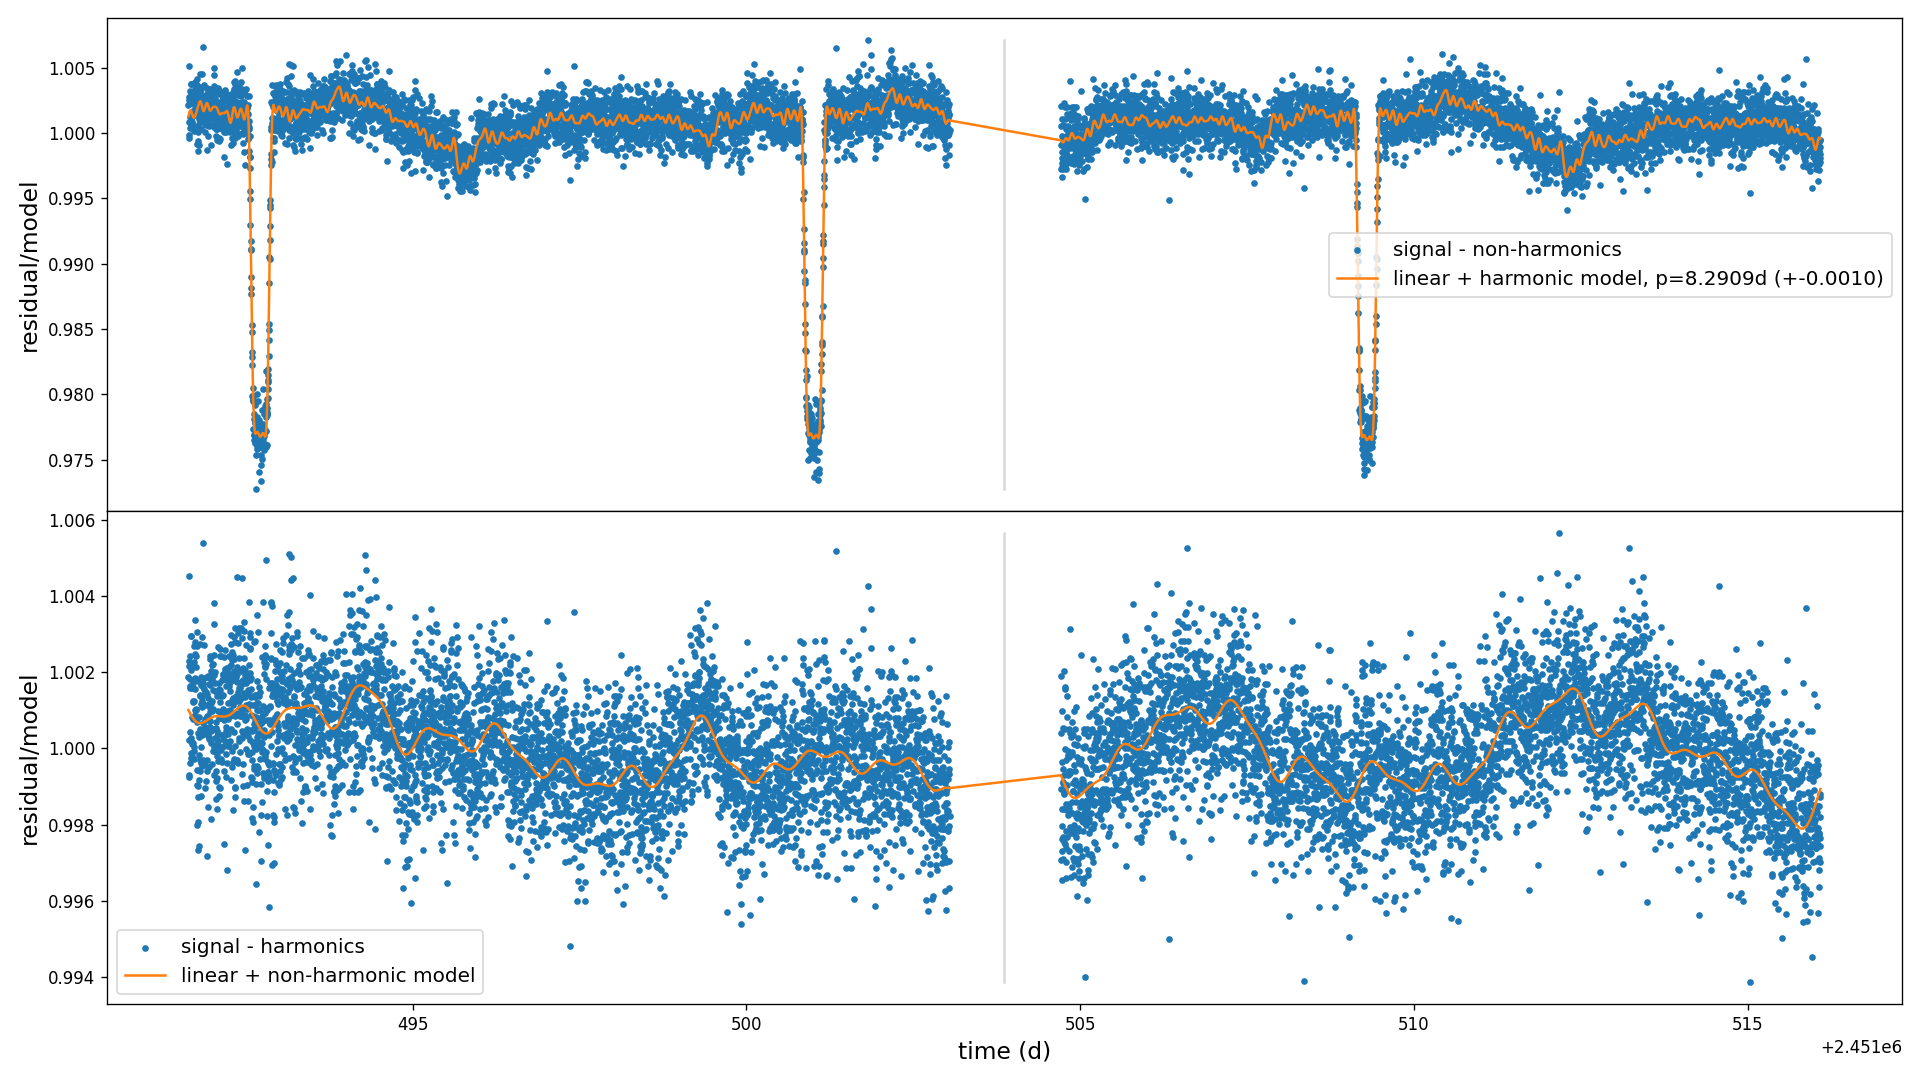 1.005
1.000
0.995
0.990
0.985
0.980
0.975
residual/model
signal - non-harmonics
linear + harmonic model, p=8.2909d (+-0.0010)
1.006
1.004
1.002
1.000
0.998
0.996
0.994
residual/model
signal - harmonics
linear + non-harmonic model
495 500 505 510 515
time (d)
+2.451e6